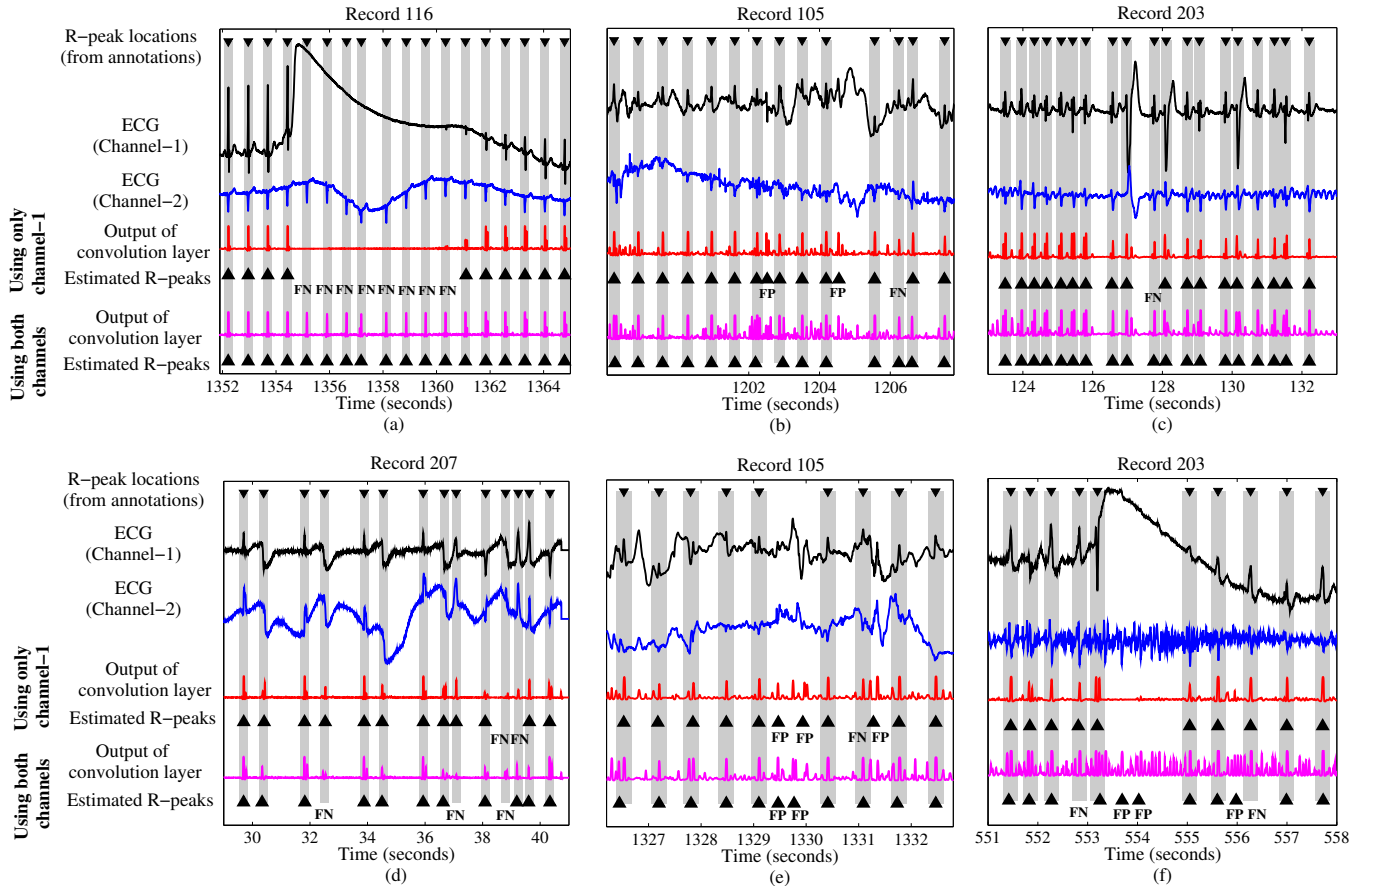 Record 116
Record 105
Record 203
R−peak locations
(from annotations)
ECG
(Channel−1)
ECG
(Channel−2)
Using only
channel−1
Output of
convolution layer
Estimated R−peaks
FN FN FN FN FN FN FN FN
FP FP FN
FN
Using both
channels
Output of
convolution layer
Estimated R−peaks
1352 1354 1356 1358 1360 1362 1364
1202 1204 1206
124 126 128 130 132
Time (seconds)
Time (seconds)
Time (seconds)
(a)
(b)
(c)
Record 207
Record 105
Record 203
R−peak locations
(from annotations)
ECG
(Channel−1)
ECG
(Channel−2)
Using only
channel−1
Output of
convolution layer
Estimated R−peaks
FN FN
FP FP FN FP
Using both
channels
Output of
convolution layer
Estimated R−peaks
FN FN FN
FP FP
FN FP FP FP FN
30 32 34 36 38 40
1327 1328 1329 1330 1331 1332
551 552 553 554 555 556 557 558
Time (seconds)
Time (seconds)
Time (seconds)
(d)
(e)
(f)